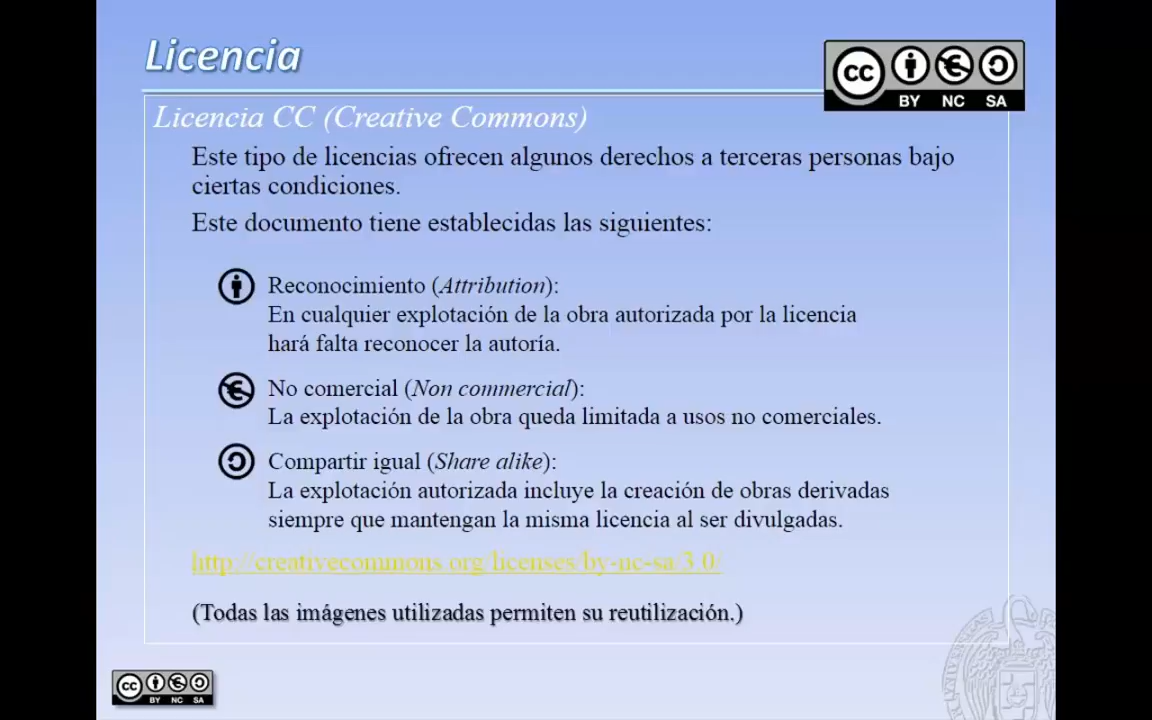 Licencia
CC BY NC SA
Licencia CC (Creative Commons)
Este tipo de licencias ofrecen algunos derechos a terceras personas bajo
ciertas condiciones.
Este documento tiene establecidas las siguientes:
Reconocimiento (Attribution):
En cualquier explotación de la obra autorizada por la licencia
hará falta reconocer la autoría.
No comercial (Non commercial):
La explotación de la obra queda limitada a usos no comerciales.
Compartir igual (Share alike):
La explotación autorizada incluye la creación de obras derivadas
siempre que mantengan la misma licencia al ser divulgadas.
http://creativecommons.org/licenses/by-nc-sa/3.0/
(Todas las imágenes utilizadas permiten su reutilización.)
CC BY NC SA